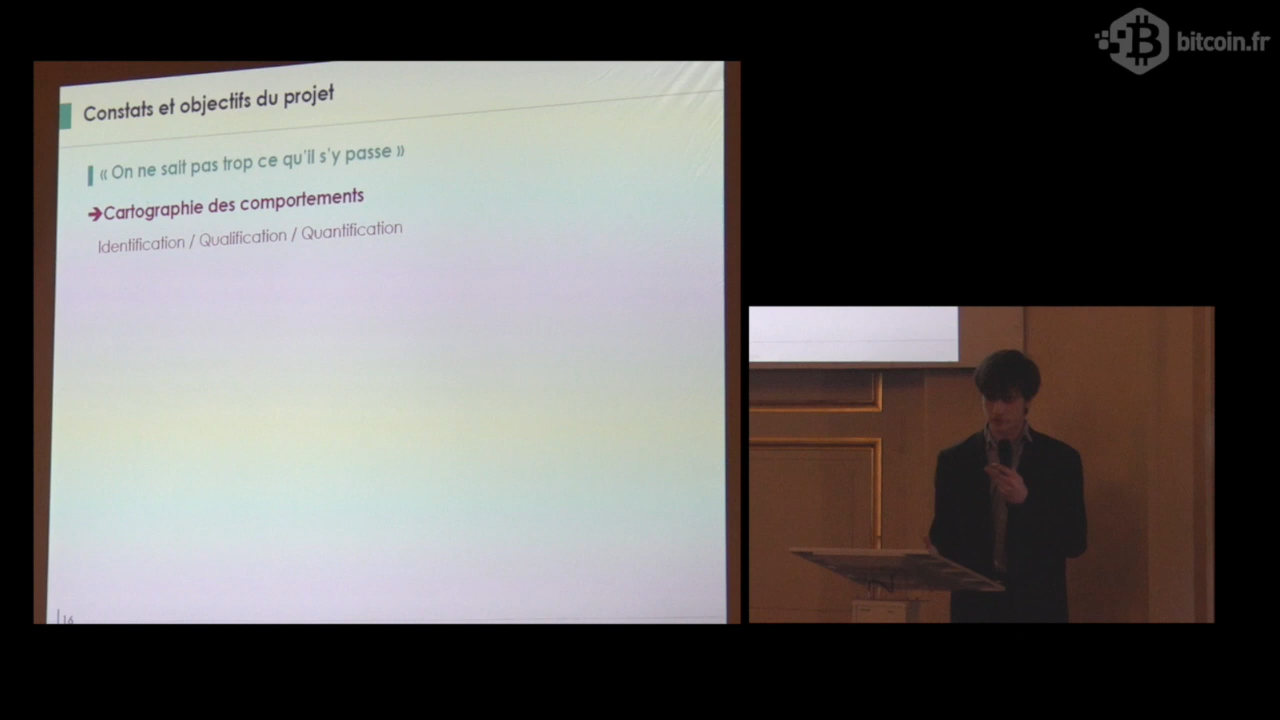 bitcoin.fr
Constats et objectifs du projet
« On ne sait pas trop ce qu'il s'y passe »
➔Cartographie des comportements
Identification / Qualification / Quantification
16